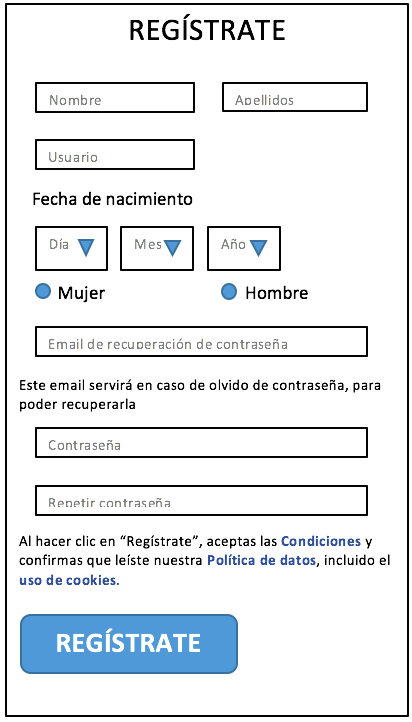 REGÍSTRATE
Nombre
Apellidos
Usuario
Fecha de nacimiento
Día
Mes
Año
Mujer
Hombre
Email de recuperación de contraseña
Este email servirá en caso de olvido de contraseña, para
poder recuperarla
Contraseña
Repetir contraseña
Al hacer clic en “Regístrate”, aceptas las Condiciones y
confirmas que leíste nuestra Política de datos, incluido el
uso de cookies.
REGÍSTRATE